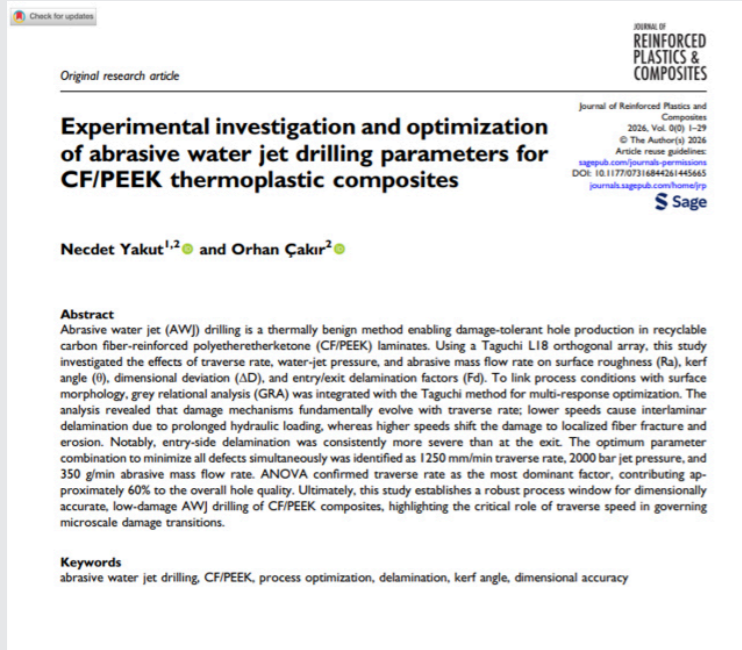 Check for updates
JOURNAL OF
REINFORCED
PLASTICS &
COMPOSITES
Original research article
Experimental investigation and optimization
of abrasive water jet drilling parameters for
CF/PEEK thermoplastic composites
Journal of Reinforced Plastics and
Composites
2026, Vol. 0(0) 1–29
© The Author(s) 2026
Article reuse guidelines:
sagepub.com/journals-permissions
DOI: 10.1177/07316844261445665
journals.sagepub.com/home/jrp
Sage
Necdet Yakut1,2 and Orhan Çakır2
Abstract
Abrasive water jet (AWJ) drilling is a thermally benign method enabling damage-tolerant hole production in recyclable
carbon fiber-reinforced polyetheretherketone (CF/PEEK) laminates. Using a Taguchi L18 orthogonal array, this study
investigated the effects of traverse rate, water-jet pressure, and abrasive mass flow rate on surface roughness (Ra), kerf
angle (θ), dimensional deviation (ΔD), and entry/exit delamination factors (Fd). To link process conditions with surface
morphology, grey relational analysis (GRA) was integrated with the Taguchi method for multi-response optimization. The
analysis revealed that damage mechanisms fundamentally evolve with traverse rate; lower speeds cause interlaminar
delamination due to prolonged hydraulic loading, whereas higher speeds shift the damage to localized fiber fracture and
erosion. Notably, entry-side delamination was consistently more severe than at the exit. The optimum parameter
combination to minimize all defects simultaneously was identified as 1250 mm/min traverse rate, 2000 bar jet pressure, and
350 g/min abrasive mass flow rate. ANOVA confirmed traverse rate as the most dominant factor, contributing ap-
proximately 60% to the overall hole quality. Ultimately, this study establishes a robust process window for dimensionally
accurate, low-damage AWJ drilling of CF/PEEK composites, highlighting the critical role of traverse speed in governing
microscale damage transitions.
Keywords
abrasive water jet drilling, CF/PEEK, process optimization, delamination, kerf angle, dimensional accuracy